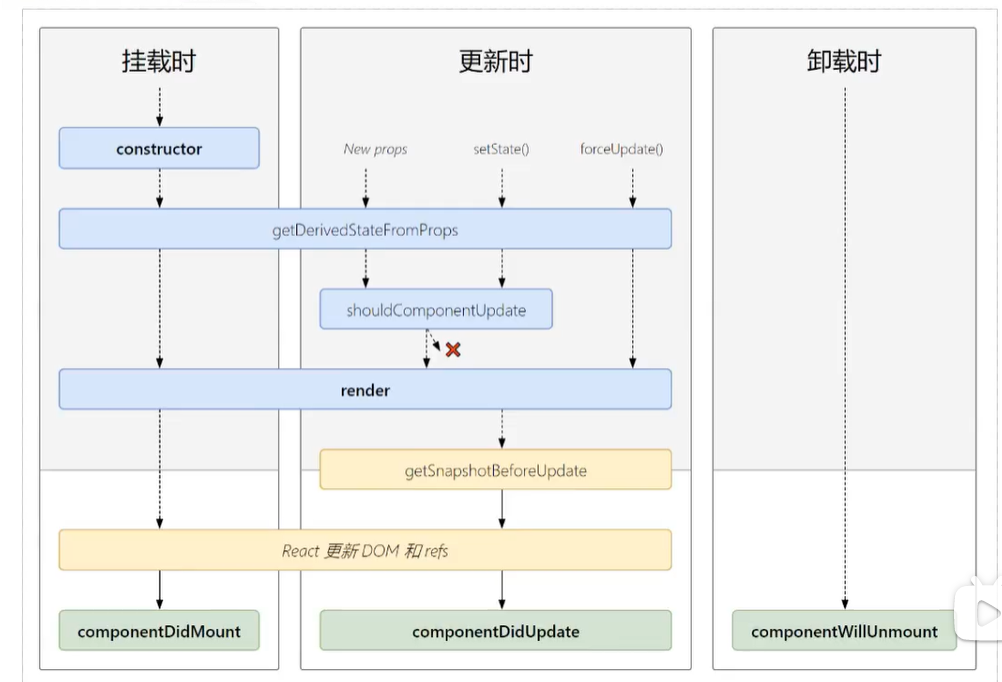 挂载时
更新时
卸载时
constructor
New props
setState()
forceUpdate()
getDerivedStateFromProps
shouldComponentUpdate
render
getSnapshotBeforeUpdate
React 更新 DOM 和 refs
componentDidMount
componentDidUpdate
componentWillUnmount